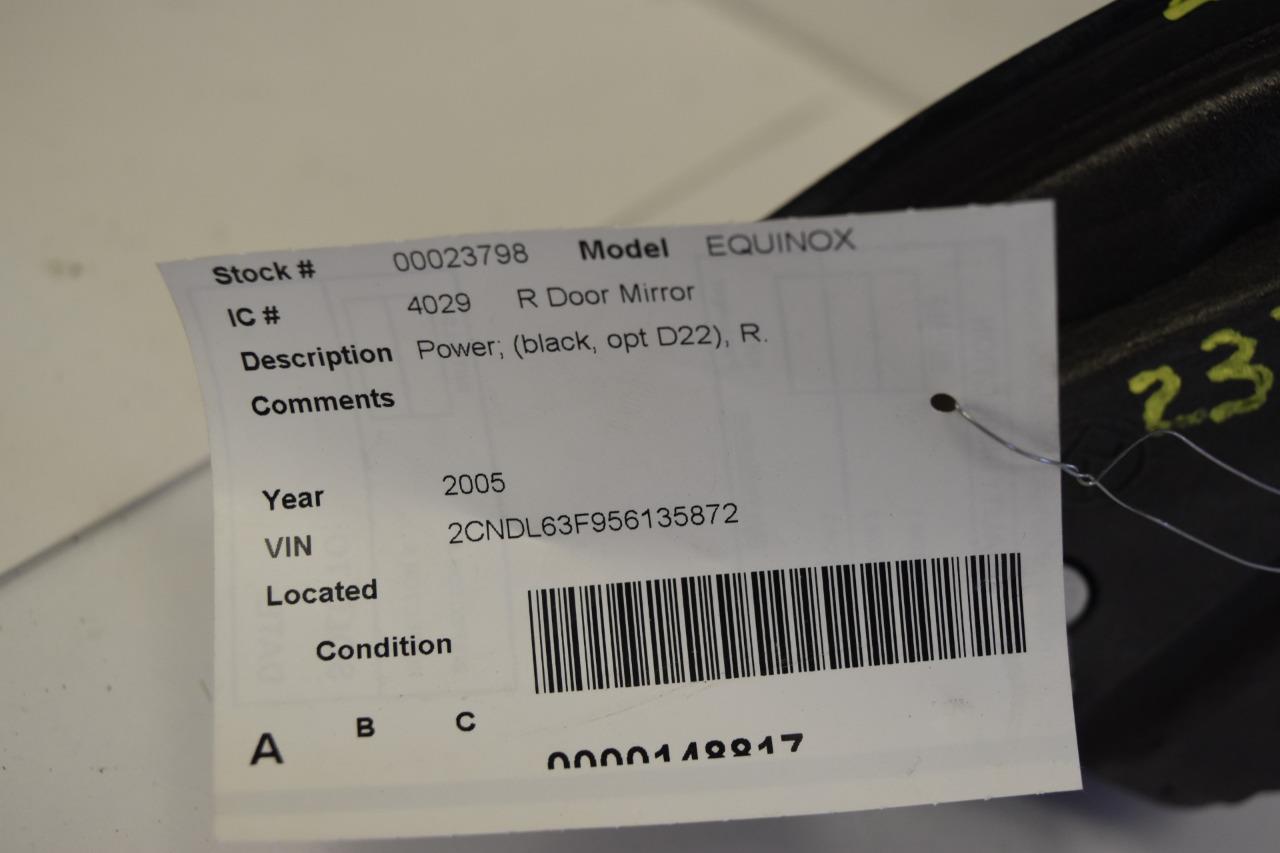 Stock # 00023798 Model EQUINOX
IC # 4029 R Door Mirror
Description Power; (black, opt D22), R.
Comments
Year 2005
VIN 2CNDL63F956135872
Located
Condition
A B C
23